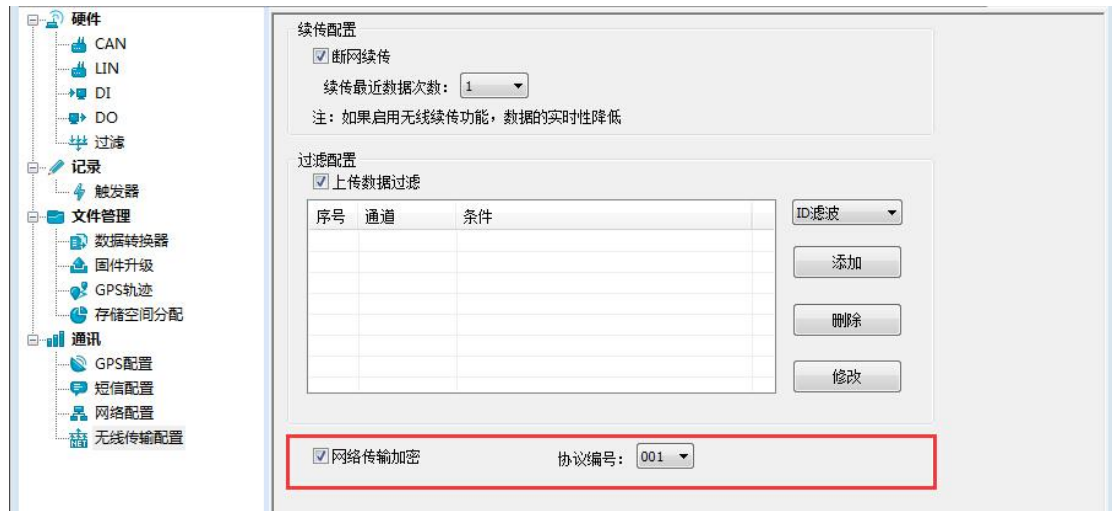 硬件
CAN
LIN
DI
DO
过滤
记录
触发器
文件管理
数据转换器
固件升级
GPS轨迹
存储空间分配
通讯
GPS配置
短信配置
网络配置
NET 无线传输配置
续传配置
断网续传
续传最近数据次数： 1
注：如果启用无线续传功能，数据的实时性降低
过滤配置
上传数据过滤
序号 通道 条件
ID滤波
添加
删除
修改
网络传输加密 协议编号： 001